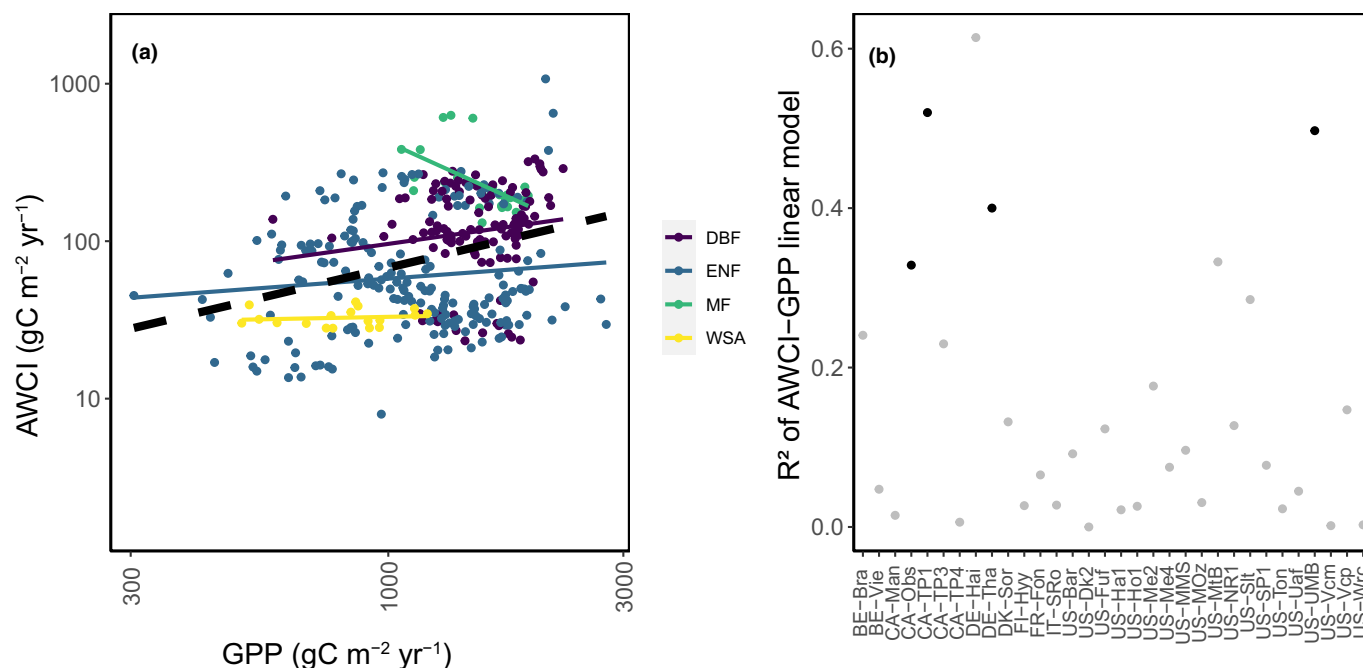 (a)
1000
100
10
AWCI (gC m⁻² yr⁻¹)
300
1000
3000
GPP (gC m⁻² yr⁻¹)
DBF
ENF
MF
WSA
(b)
0.6
0.4
0.2
0.0
R² of AWCI−GPP linear model
BE−Bra
BE−Vie
CA−Man
CA−Obs
CA−TP1
CA−TP3
CA−TP4
DE−Hai
DE−Tha
DK−Sor
FI−Hyy
FR−Fon
IT−SRo
US−Bar
US−Dk2
US−Fuf
US−Ha1
US−Ho1
US−Me2
US−Me4
US−MMS
US−MOz
US−MtB
US−NR1
US−Slt
US−SP1
US−Ton
US−Uaf
US−UMB
US−Vcm
US−Vcp
US−Wrc